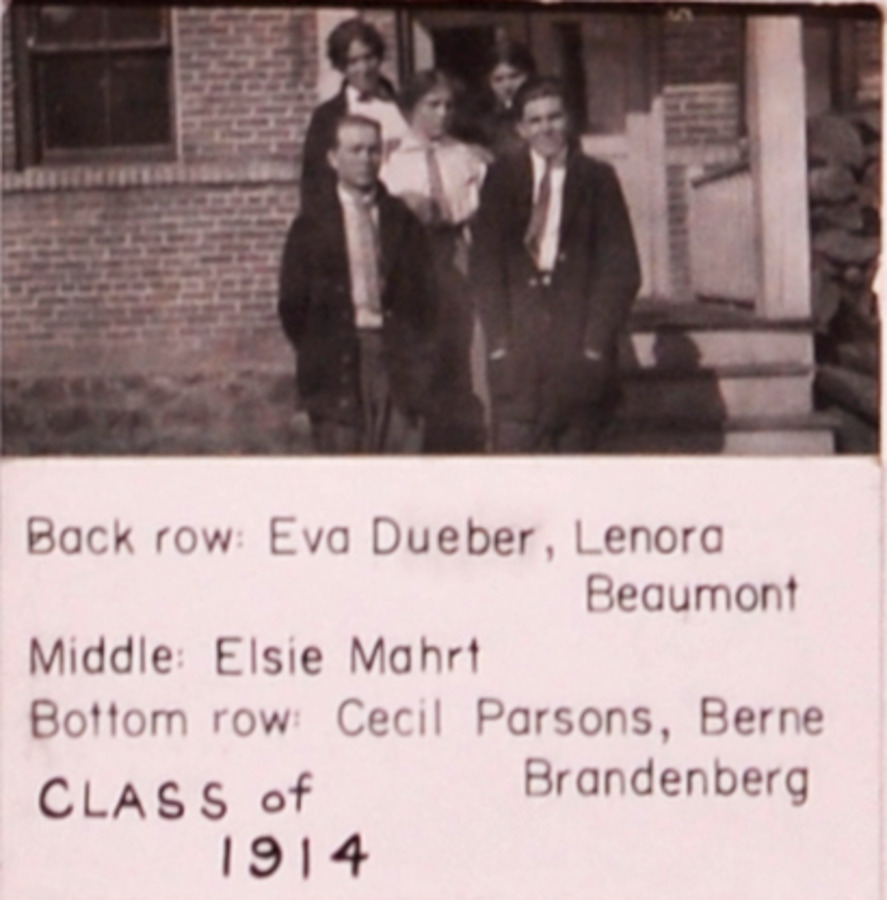 Back row: Eva Dueber, Lenora
Beaumont
Middle: Elsie Mahrt
Bottom row: Cecil Parsons, Berne
Brandenberg
CLASS of
1914